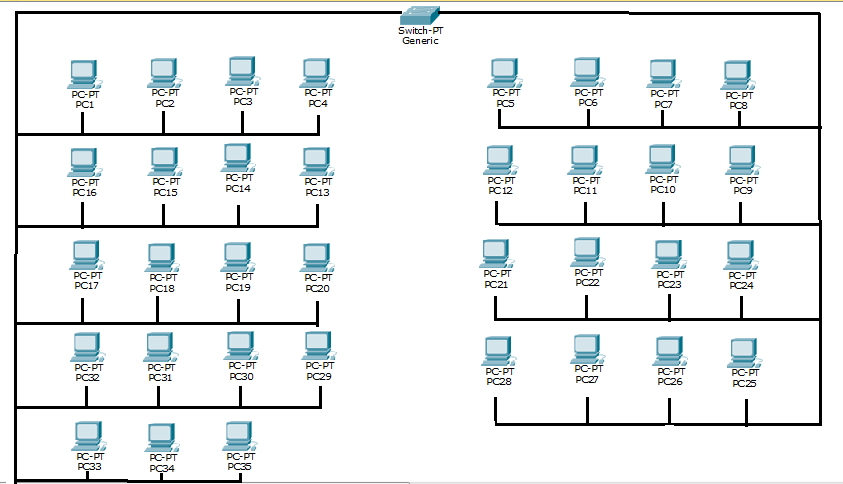 Switch-PT
Generic
PC-PT
PC1
PC-PT
PC2
PC-PT
PC3
PC-PT
PC4
PC-PT
PC5
PC-PT
PC6
PC-PT
PC7
PC-PT
PC8
PC-PT
PC16
PC-PT
PC15
PC-PT
PC14
PC-PT
PC13
PC-PT
PC12
PC-PT
PC11
PC-PT
PC10
PC-PT
PC9
PC-PT
PC17
PC-PT
PC18
PC-PT
PC19
PC-PT
PC20
PC-PT
PC21
PC-PT
PC22
PC-PT
PC23
PC-PT
PC24
PC-PT
PC32
PC-PT
PC31
PC-PT
PC30
PC-PT
PC29
PC-PT
PC28
PC-PT
PC27
PC-PT
PC26
PC-PT
PC25
PC-PT
PC33
PC-PT
PC34
PC-PT
PC35